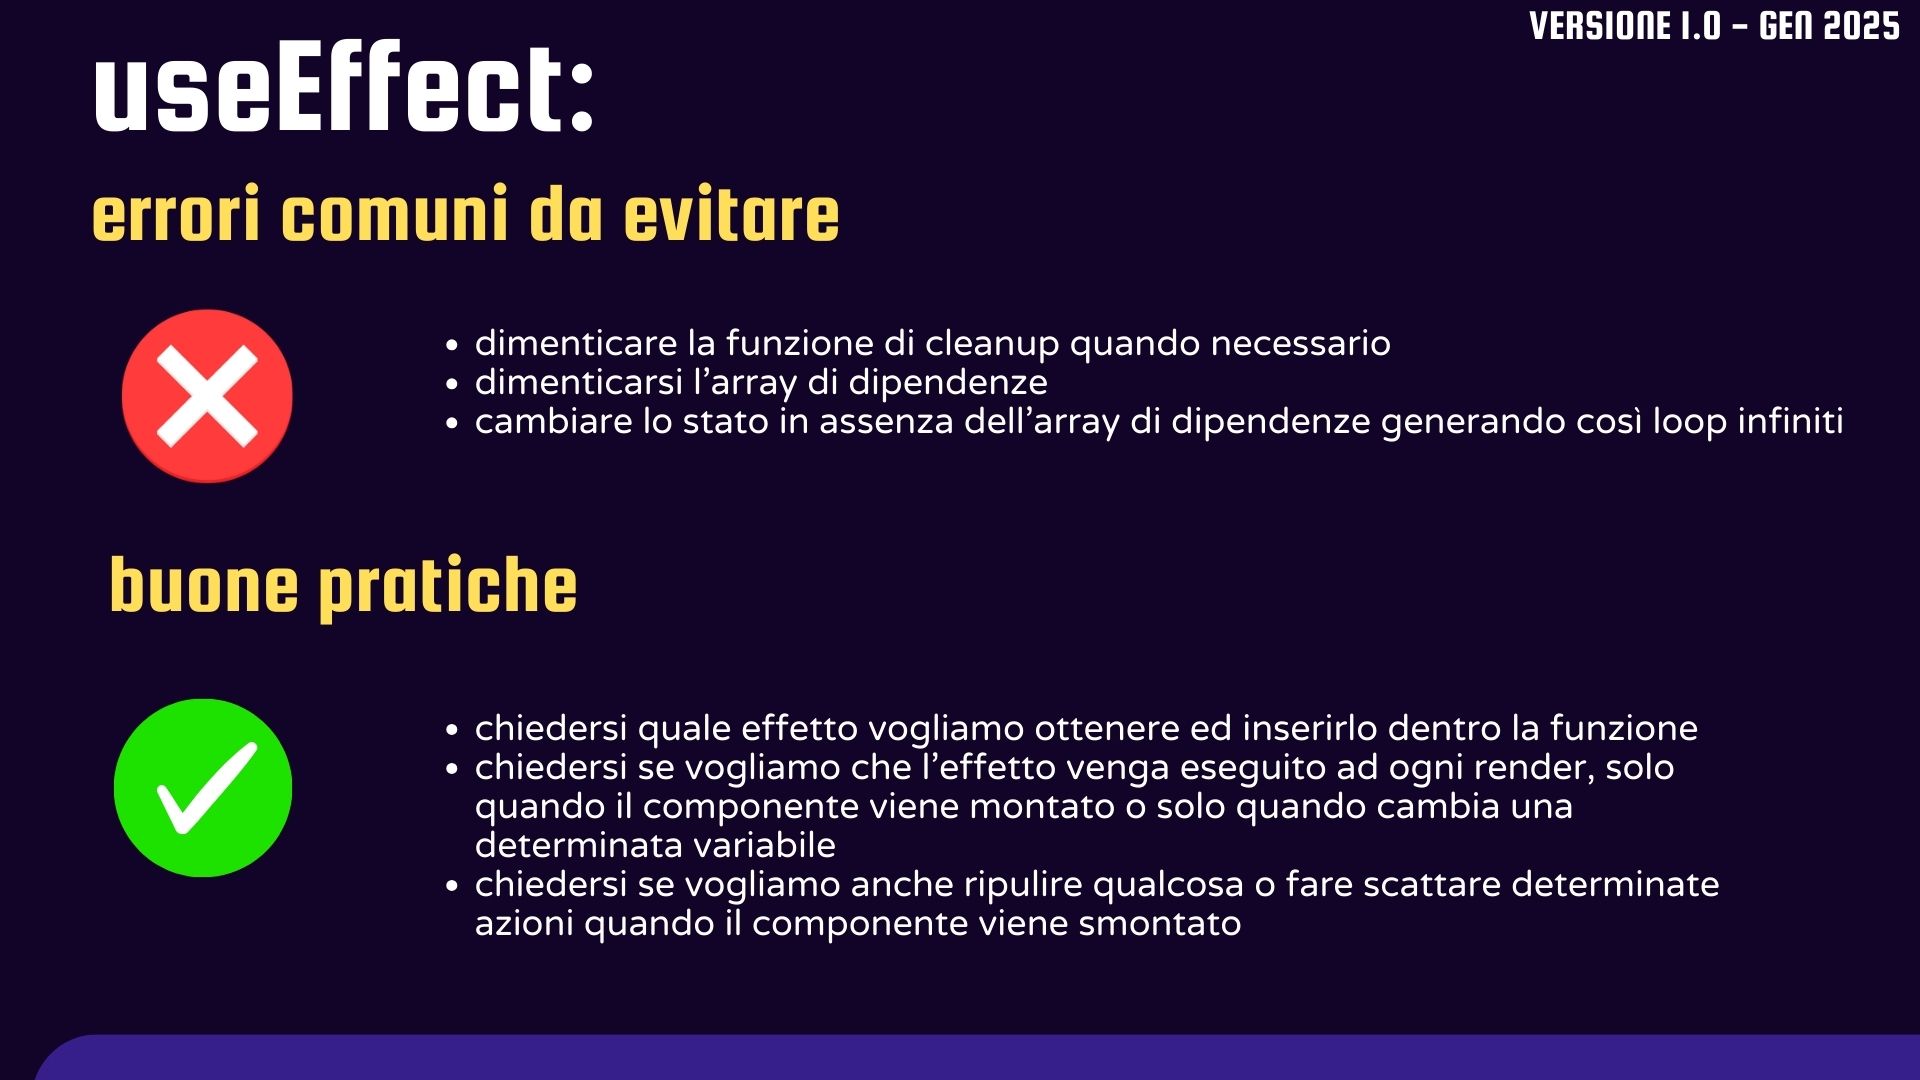 VERSIONE 1.0 - GEN 2025
useEffect:
errori comuni da evitare
• dimenticare la funzione di cleanup quando necessario
• dimenticarsi l’array di dipendenze
• cambiare lo stato in assenza dell’array di dipendenze generando così loop infiniti
buone pratiche
• chiedersi quale effetto vogliamo ottenere ed inserirlo dentro la funzione
• chiedersi se vogliamo che l’effetto venga eseguito ad ogni render, solo
quando il componente viene montato o solo quando cambia una
determinata variabile
• chiedersi se vogliamo anche ripulire qualcosa o fare scattare determinate
azioni quando il componente viene smontato